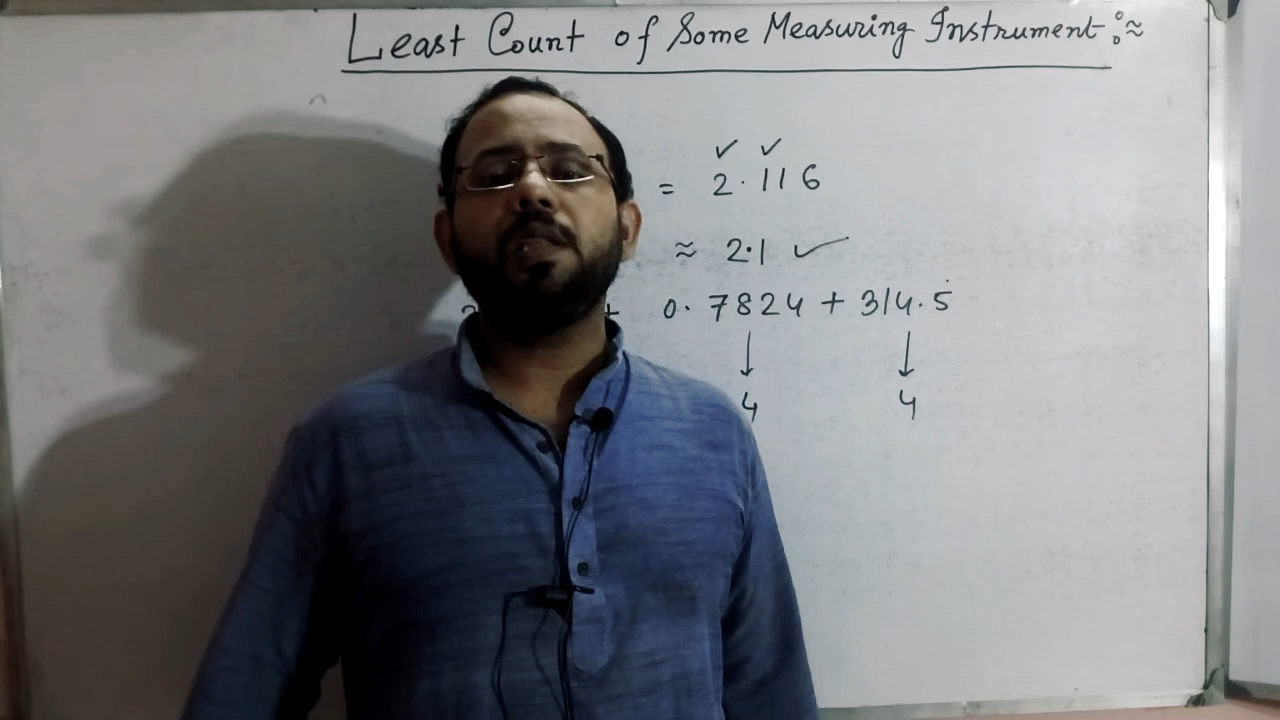 Least Count of Some Measuring Instrument :≈
= 2.116
≈ 2.1 ✓
+ 0.7824 + 314.5
4 4